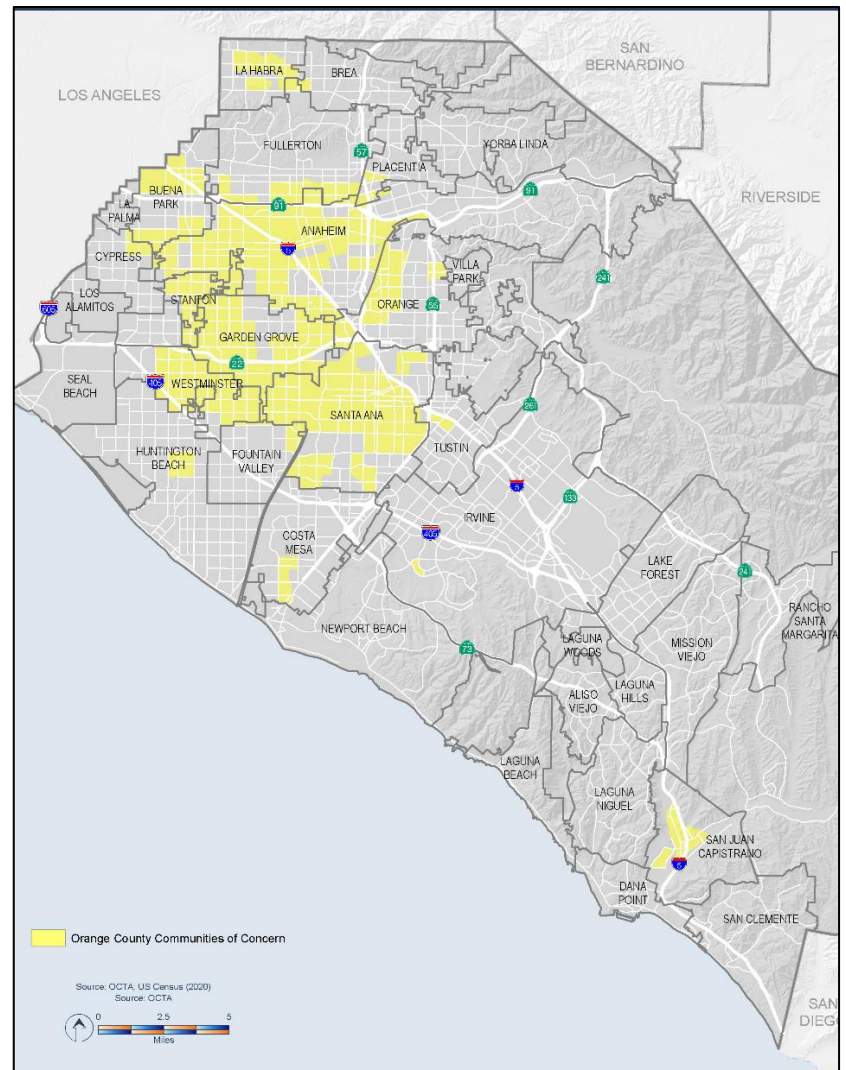 SAN
BERNARDINO
LA HABRA
BREA
LOS ANGELES
FULLERTON
57
YORBA LINDA
PLACENTIA
BUENA
PARK
91
91
RIVERSIDE
LA
PALMA
ANAHEIM
5
CYPRESS
VILLA
PARK
241
STANTON
LOS
ALAMITOS
605
ORANGE
55
GARDEN GROVE
22
SEAL
BEACH
405
WESTMINSTER
261
SANTA ANA
TUSTIN
HUNTINGTON
BEACH
FOUNTAIN
VALLEY
5
133
IRVINE
COSTA
MESA
405
LAKE
FOREST
241
RANCHO
SANTA
MARGARITA
NEWPORT BEACH
73
LAGUNA
WOODS
MISSION
VIEJO
LAGUNA
HILLS
ALISO
VIEJO
LAGUNA
BEACH
LAGUNA
NIGUEL
SAN JUAN
CAPISTRANO
5
DANA
POINT
SAN CLEMENTE
Orange County Communities of Concern
Source: OCTA, US Census (2020)
Source: OCTA
0 2.5 5
Miles
SAN
DIEGO